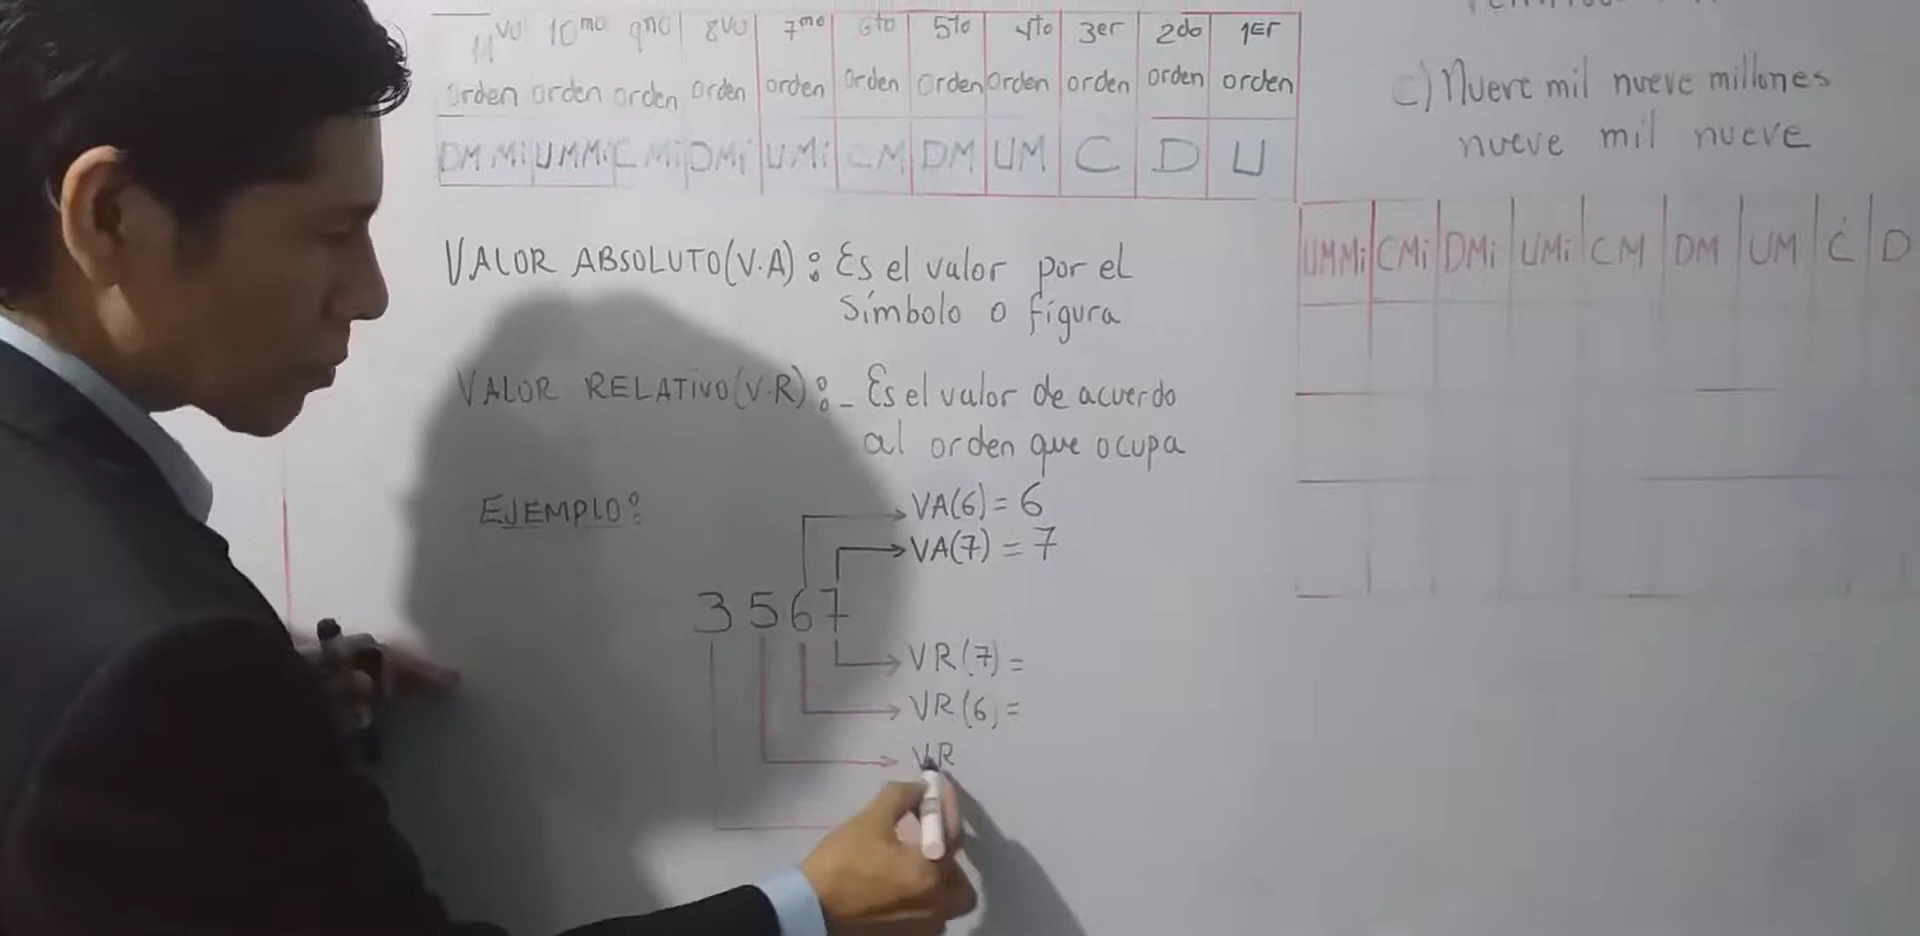 11vo 10mo 9no 8vo 7mo 6to 5to 4to 3er 2do 1Er
orden orden orden orden orden orden orden orden orden orden orden
DM Mi UMMi C Mi DMi UMi CM DM UM C D U
VALOR ABSOLUTO(V.A) : Es el valor por el
Símbolo o figura
VALOR RELATIVO(V.R) :_ Es el valor de acuerdo
al orden que ocupa
EJEMPLO:
VA(6) = 6
VA(7) = 7
3567
VR(7) =
VR(6) =
VR
c) Nueve mil nueve millones
nueve mil nueve
UMMi CMi DMi UMi CM DM UM C D